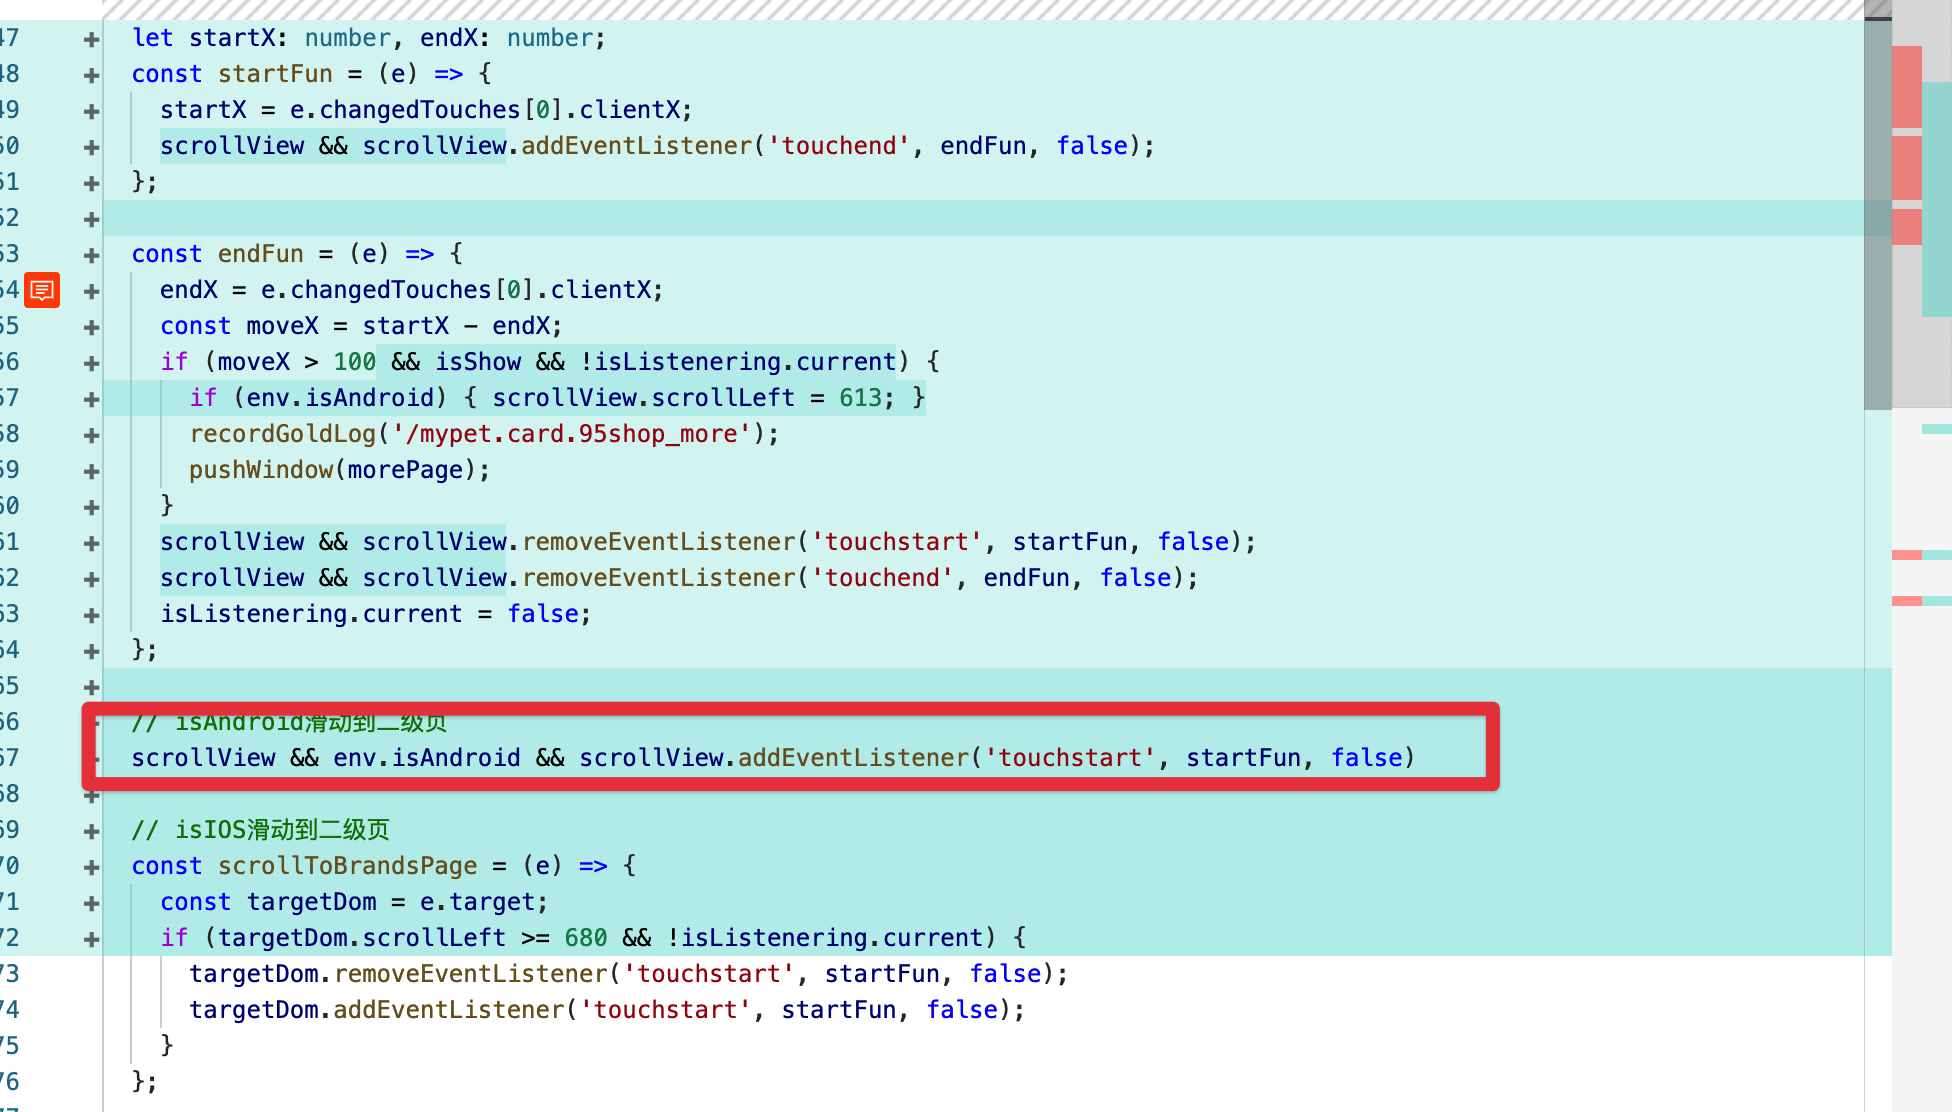 47 + let startX: number, endX: number;
48 + const startFun = (e) => {
49 + startX = e.changedTouches[0].clientX;
50 + scrollView && scrollView.addEventListener('touchend', endFun, false);
51 + };
52 +
53 + const endFun = (e) => {
54 + endX = e.changedTouches[0].clientX;
55 + const moveX = startX - endX;
56 + if (moveX > 100 && isShow && !isListenering.current) {
57 + if (env.isAndroid) { scrollView.scrollLeft = 613; }
58 + recordGoldLog('/mypet.card.95shop_more');
59 + pushWindow(morePage);
60 + }
61 + scrollView && scrollView.removeEventListener('touchstart', startFun, false);
62 + scrollView && scrollView.removeEventListener('touchend', endFun, false);
63 + isListenering.current = false;
64 + };
65 +
66 + // isAndroid滑动到二级页
67 + scrollView && env.isAndroid && scrollView.addEventListener('touchstart', startFun, false)
68 +
69 + // isIOS滑动到二级页
70 + const scrollToBrandsPage = (e) => {
71 + const targetDom = e.target;
72 + if (targetDom.scrollLeft >= 680 && !isListenering.current) {
73 targetDom.removeEventListener('touchstart', startFun, false);
74 targetDom.addEventListener('touchstart', startFun, false);
75 }
76 };